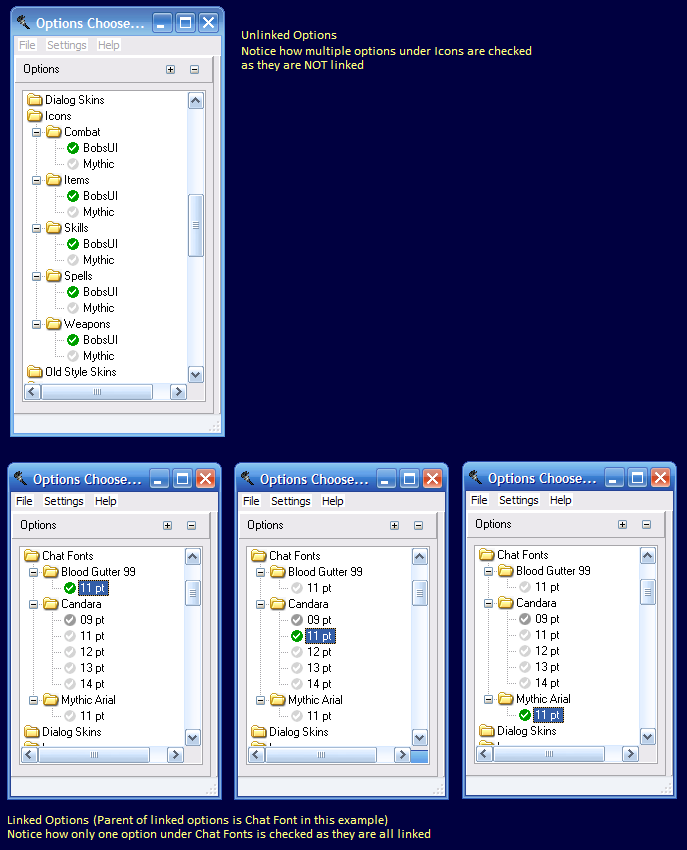 Options Choose...
File Settings Help
Options
Dialog Skins
Icons
Combat
BobsUI
Mythic
Items
BobsUI
Mythic
Skills
BobsUI
Mythic
Spells
BobsUI
Mythic
Weapons
BobsUI
Mythic
Old Style Skins
Unlinked Options
Notice how multiple options under Icons are checked
as they are NOT linked
Options Choose...
File Settings Help
Options
Chat Fonts
Blood Gutter 99
11 pt
Candara
09 pt
11 pt
12 pt
13 pt
14 pt
Mythic Arial
11 pt
Dialog Skins
Options Choose...
File Settings Help
Options
Chat Fonts
Blood Gutter 99
11 pt
Candara
09 pt
11 pt
12 pt
13 pt
14 pt
Mythic Arial
11 pt
Dialog Skins
Options Choose...
File Settings Help
Options
Chat Fonts
Blood Gutter 99
11 pt
Candara
09 pt
11 pt
12 pt
13 pt
14 pt
Mythic Arial
11 pt
Dialog Skins
Linked Options (Parent of linked options is Chat Font in this example)
Notice how only one option under Chat Fonts is checked as they are all linked